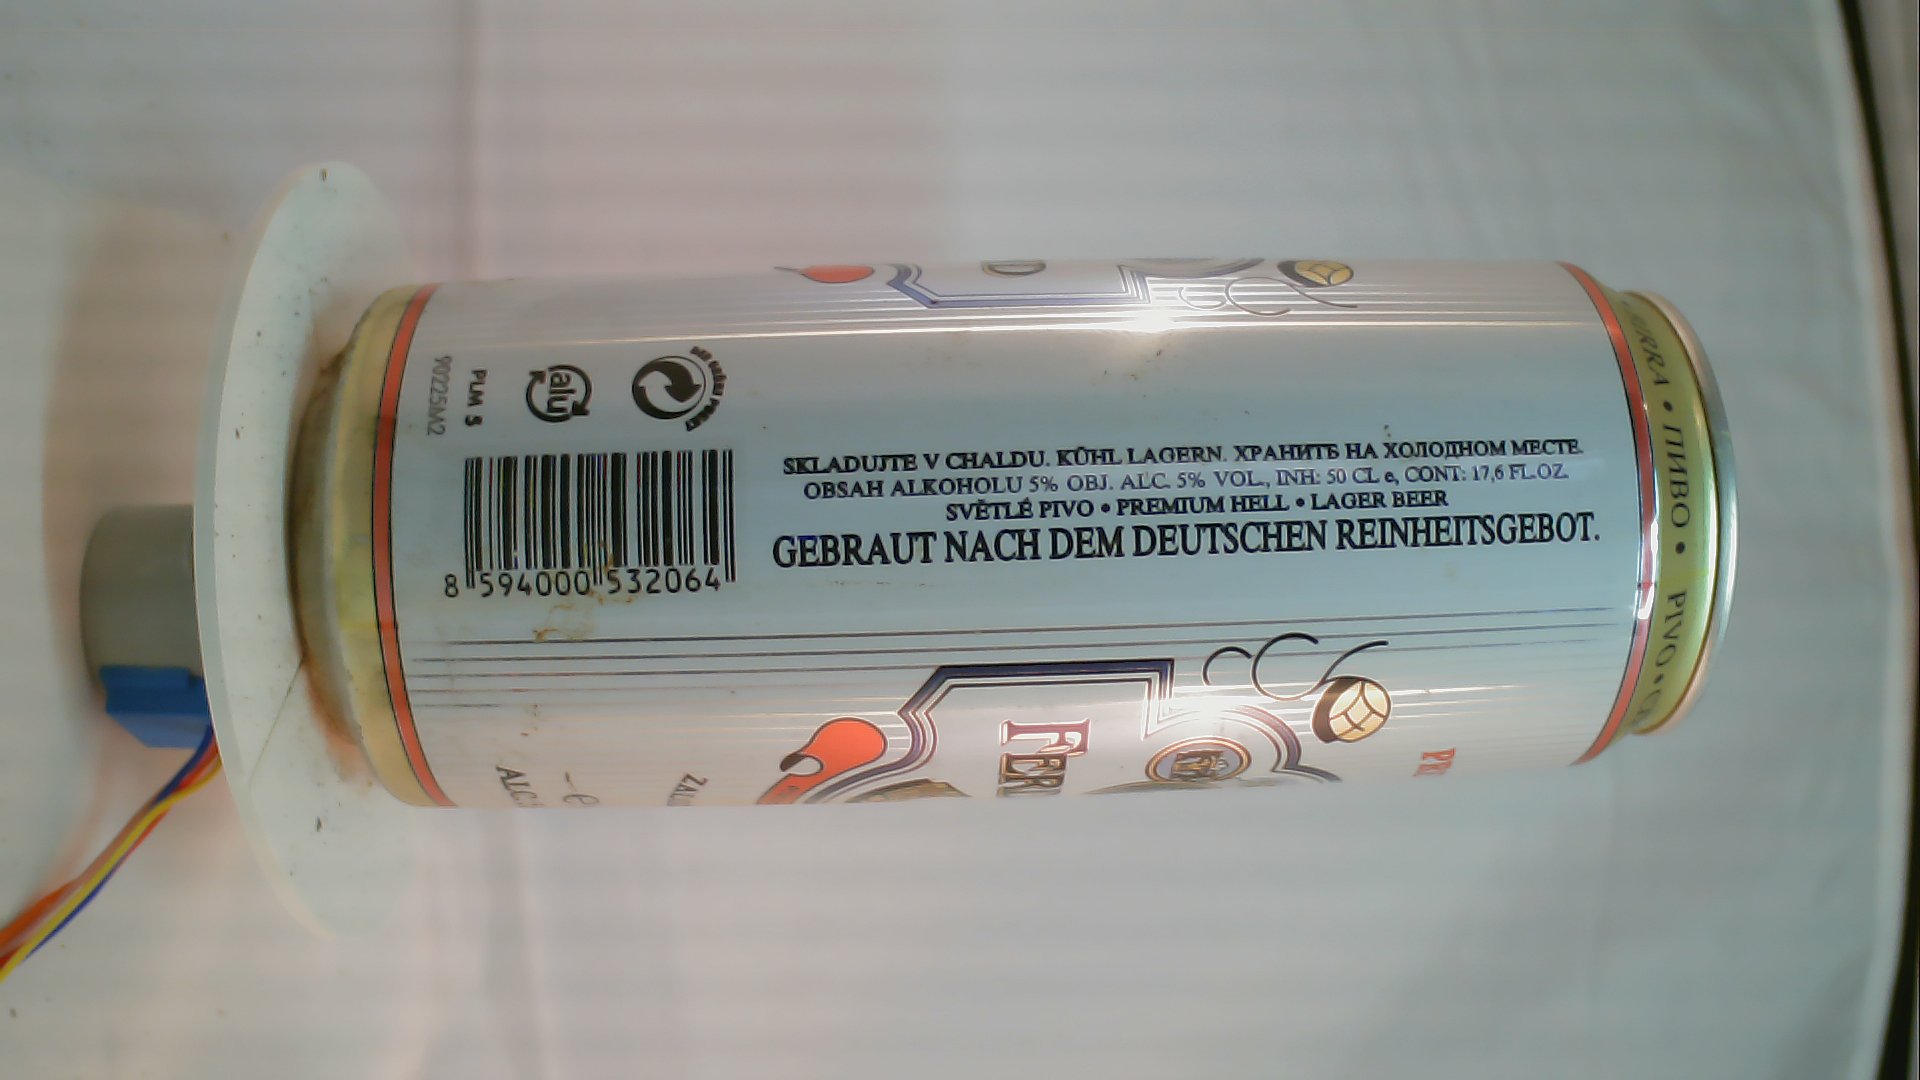 SKLADUJTE V CHALDU. KÜHL LAGERN. ХРАНИТЬ НА ХОЛОДНОМ МЕСТЕ.
OBSAH ALKOHOLU 5% OBJ. ALC. 5% VOL., INH: 50 CL e, CONT: 17,6 FL.OZ.
SVĚTLÉ PIVO • PREMIUM HELL • LAGER BEER
GEBRAUT NACH DEM DEUTSCHEN REINHEITSGEBOT.
8 594000 532064
90225M2
PLM S
alu
BIRRA • ПИВО • PIVO •
FER
ALC.